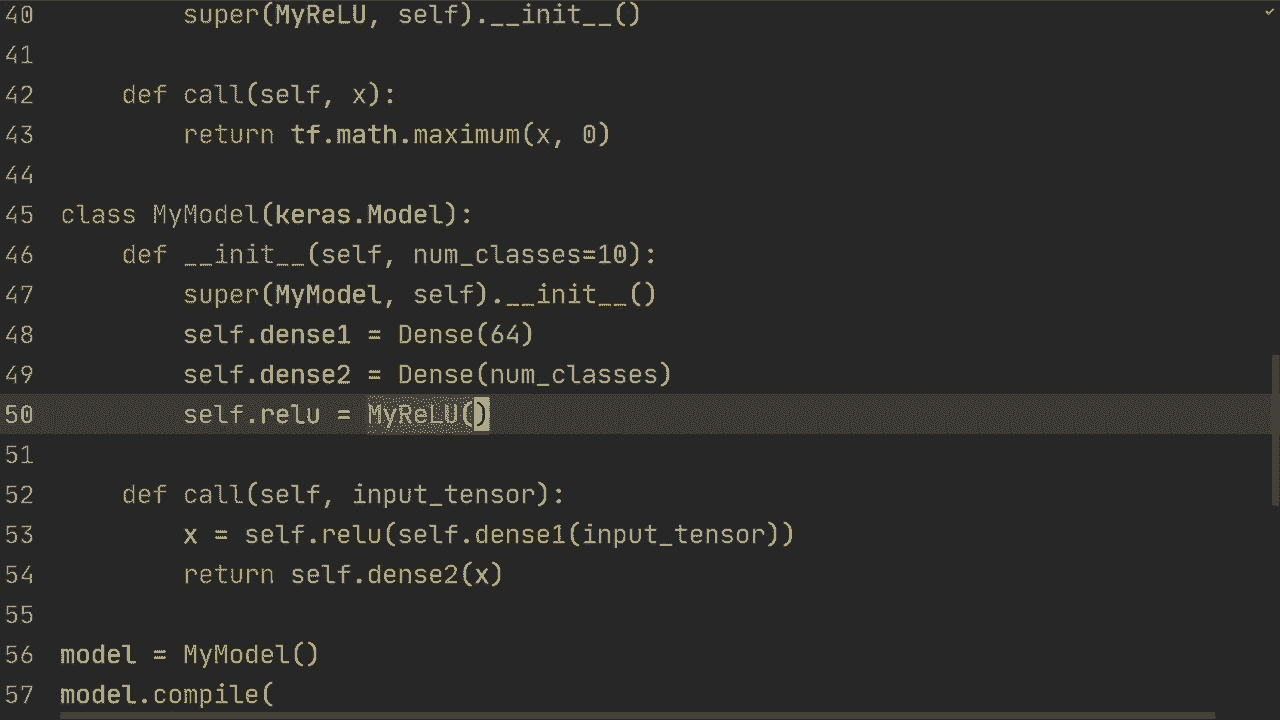 40        super(MyReLU, self).__init__()
41
42    def call(self, x):
43        return tf.math.maximum(x, 0)
44
45 class MyModel(keras.Model):
46    def __init__(self, num_classes=10):
47        super(MyModel, self).__init__()
48        self.dense1 = Dense(64)
49        self.dense2 = Dense(num_classes)
50        self.relu = MyReLU()
51
52    def call(self, input_tensor):
53        x = self.relu(self.dense1(input_tensor))
54        return self.dense2(x)
55
56 model = MyModel()
57 model.compile(